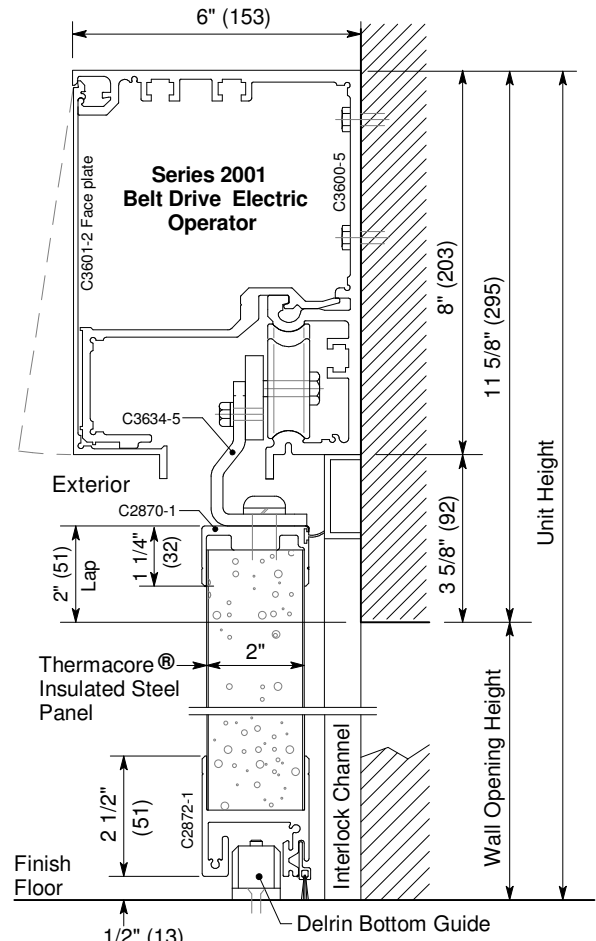 6" (153)
Series 2001
Belt Drive Electric
Operator
C3601-2 Face plate
C3600-5
8" (203)
11 5/8" (295)
Unit Height
C3634-5
Exterior
C2870-1
2" (51)
Lap
1 1/4"
(32)
3 5/8" (92)
Thermacore®
Insulated Steel
Panel
2"
Interlock Channel
Wall Opening Height
2 1/2"
(51)
C2872-1
Finish
Floor
1/2" (13)
Delrin Bottom Guide